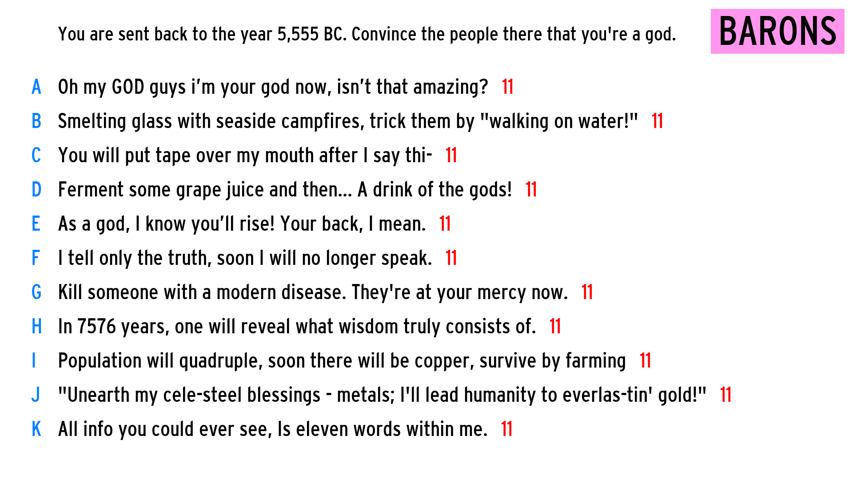 You are sent back to the year 5,555 BC. Convince the people there that you're a god.
BARONS
A Oh my GOD guys i'm your god now, isn't that amazing? 11
B Smelting glass with seaside campfires, trick them by "walking on water!" 11
C You will put tape over my mouth after I say thi- 11
D Ferment some grape juice and then... A drink of the gods! 11
E As a god, I know you'll rise! Your back, I mean. 11
F I tell only the truth, soon I will no longer speak. 11
G Kill someone with a modern disease. They're at your mercy now. 11
H In 7576 years, one will reveal what wisdom truly consists of. 11
I Population will quadruple, soon there will be copper, survive by farming 11
J "Unearth my cele-steel blessings - metals; I'll lead humanity to everlas-tin' gold!" 11
K All info you could ever see, Is eleven words within me. 11